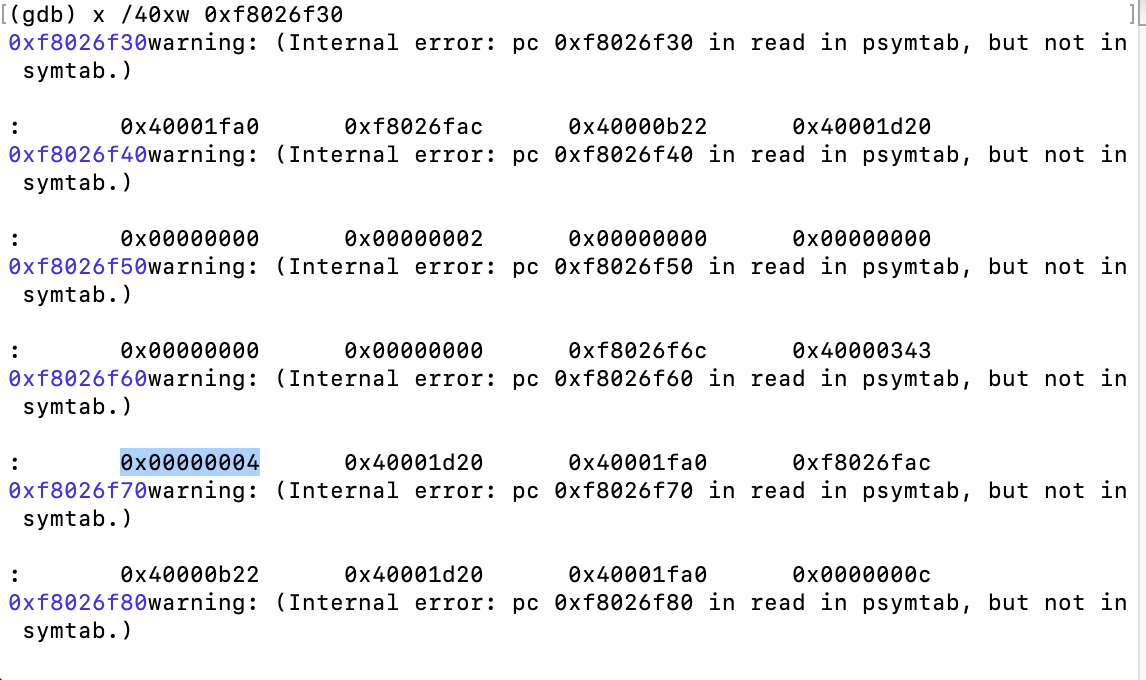 [(gdb) x /40xw 0xf8026f30 ]
0xf8026f30warning: (Internal error: pc 0xf8026f30 in read in psymtab, but not in
symtab.)
: 0x40001fa0 0xf8026fac 0x40000b22 0x40001d20
0xf8026f40warning: (Internal error: pc 0xf8026f40 in read in psymtab, but not in
symtab.)
: 0x00000000 0x00000002 0x00000000 0x00000000
0xf8026f50warning: (Internal error: pc 0xf8026f50 in read in psymtab, but not in
symtab.)
: 0x00000000 0x00000000 0xf8026f6c 0x40000343
0xf8026f60warning: (Internal error: pc 0xf8026f60 in read in psymtab, but not in
symtab.)
: 0x00000004 0x40001d20 0x40001fa0 0xf8026fac
0xf8026f70warning: (Internal error: pc 0xf8026f70 in read in psymtab, but not in
symtab.)
: 0x40000b22 0x40001d20 0x40001fa0 0x0000000c
0xf8026f80warning: (Internal error: pc 0xf8026f80 in read in psymtab, but not in
symtab.)